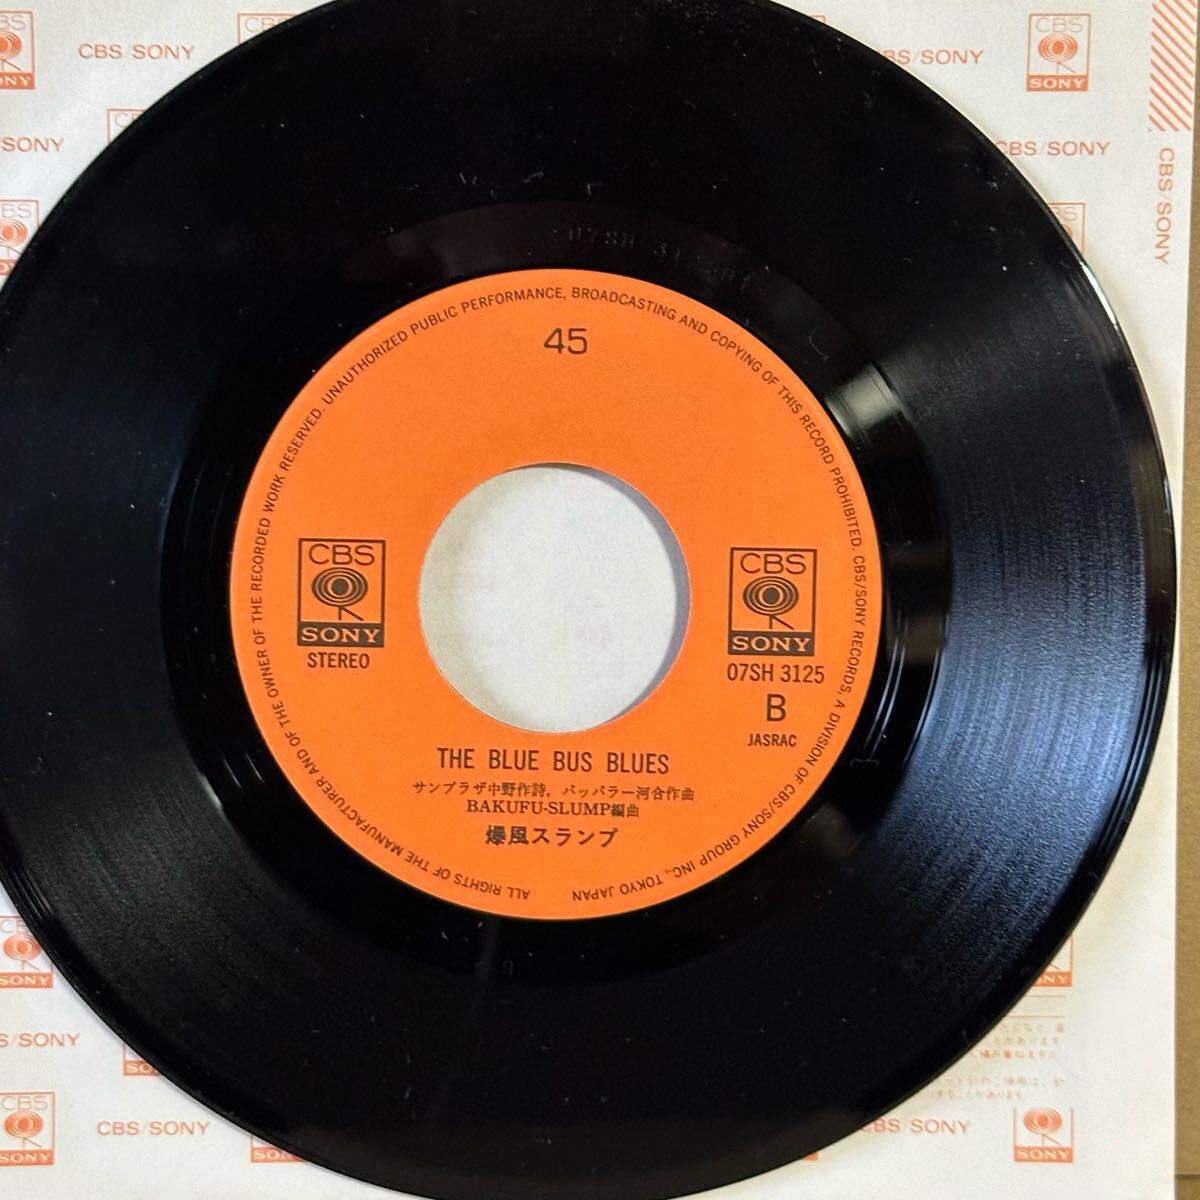 45
ALL RIGHTS OF THE MANUFACTURER AND OF THE OWNER OF THE RECORDED WORK RESERVED. UNAUTHORIZED PUBLIC PERFORMANCE, BROADCASTING AND COPYING OF THIS RECORD PROHIBITED. CBS/SONY RECORDS, A DIVISION OF CBS/SONY GROUP INC., TOKYO JAPAN
CBS
SONY
STEREO
CBS
SONY
07SH 3125
B
JASRAC
THE BLUE BUS BLUES
サンプラザ中野作詩, パッパラー河合作曲
BAKUFU-SLUMP編曲
爆風スランプ
CBS/SONY
CBS
SONY
CBS/SONY
CBS/SONY
CBS/SONY
CBS
SONY
CBS/SONY
CBS SONY
SONY